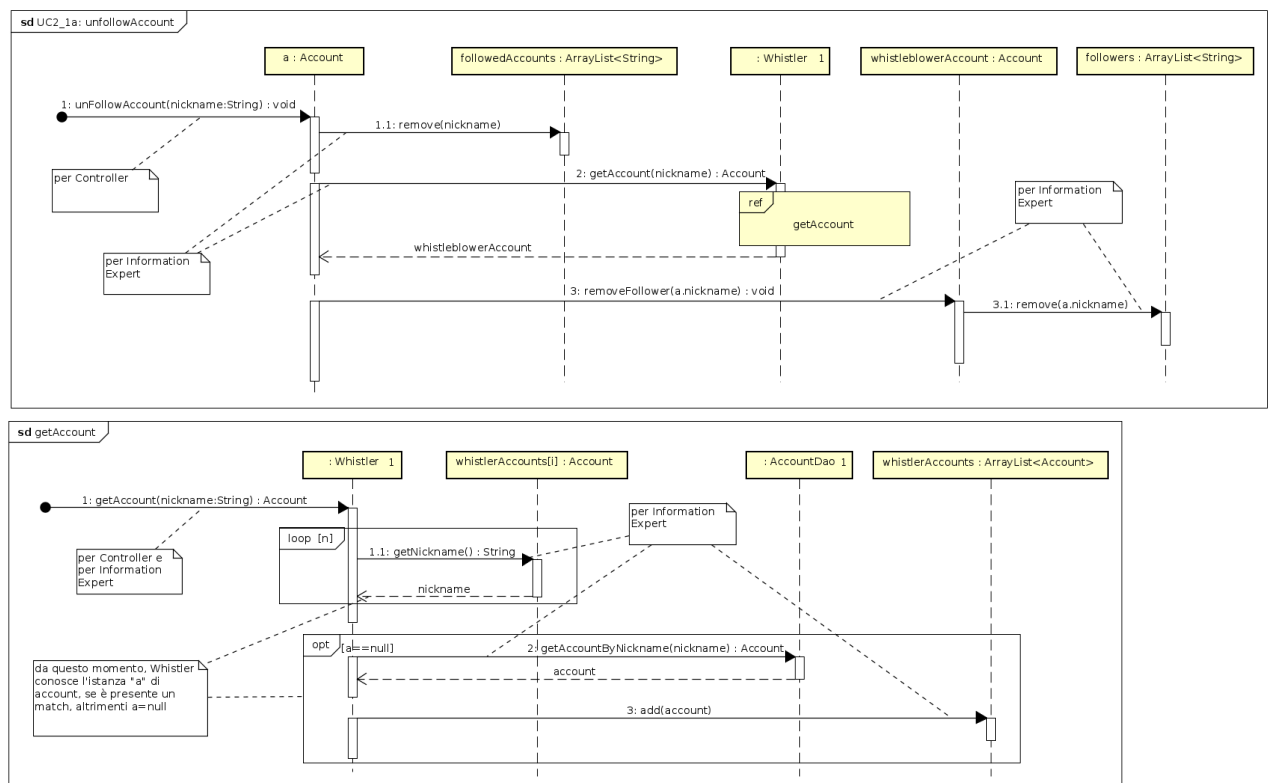 sd UC2_1a: unfollowAccount
a : Account
followedAccounts : ArrayList<String>
: Whistler 1
whistleblowerAccount : Account
followers : ArrayList<String>
1: unFollowAccount(nickname:String) : void
1.1: remove(nickname)
per Controller
2: getAccount(nickname) : Account
ref
getAccount
per Information
Expert
whistleblowerAccount
per Information
Expert
3: removeFollower(a.nickname) : void
3.1: remove(a.nickname)
sd getAccount
: Whistler 1
whistlerAccounts[i] : Account
: AccountDao 1
whistlerAccounts : ArrayList<Account>
1: getAccount(nickname:String) : Account
per Information
Expert
loop [n]
per Controller e
per Information
Expert
1.1: getNickname() : String
nickname
opt
[a==null]
2: getAccountByNickname(nickname) : Account
account
da questo momento, Whistler
conosce l'istanza "a" di
account, se è presente un
match, altrimenti a=null
3: add(account)